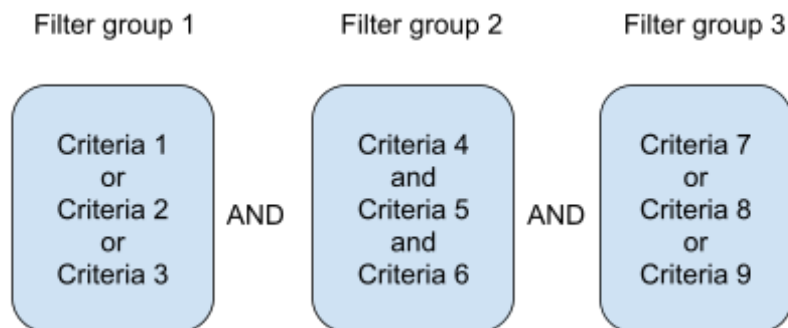 Filter group 1
Filter group 2
Filter group 3
Criteria 1
or
Criteria 2
or
Criteria 3
AND
Criteria 4
and
Criteria 5
and
Criteria 6
AND
Criteria 7
or
Criteria 8
or
Criteria 9